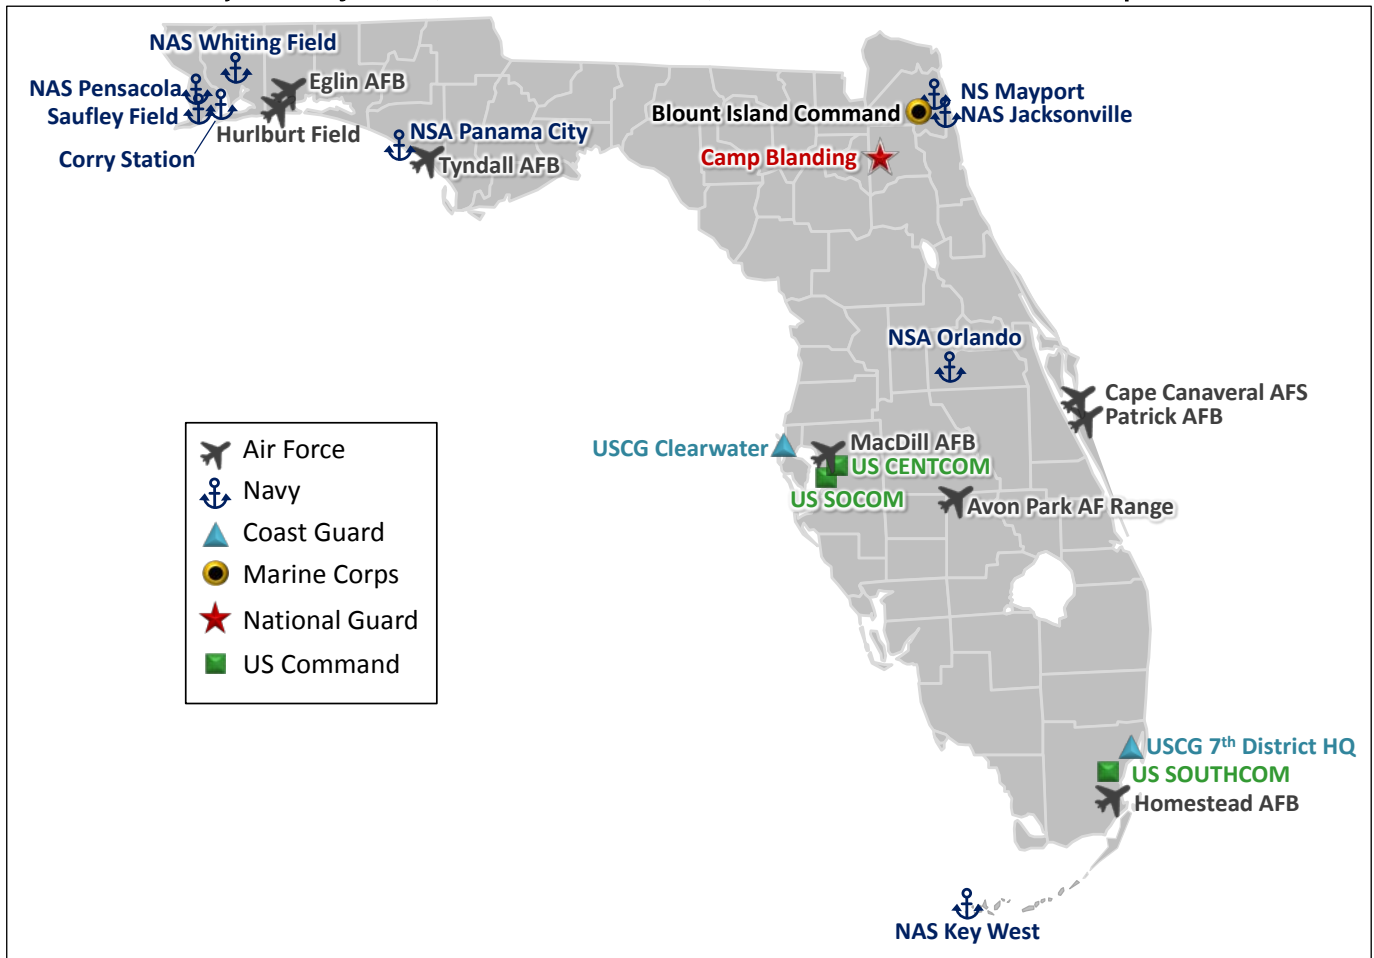 NAS Whiting Field
NAS Pensacola
Eglin AFB
Saufley Field
Hurlburt Field
Corry Station
NSA Panama City
Tyndall AFB
NS Mayport
Blount Island Command
NAS Jacksonville
Camp Blanding
NSA Orlando
Cape Canaveral AFS
Patrick AFB
USCG Clearwater
MacDill AFB
US CENTCOM
US SOCOM
Avon Park AF Range
Air Force
Navy
Coast Guard
Marine Corps
National Guard
US Command
USCG 7th District HQ
US SOUTHCOM
Homestead AFB
NAS Key West